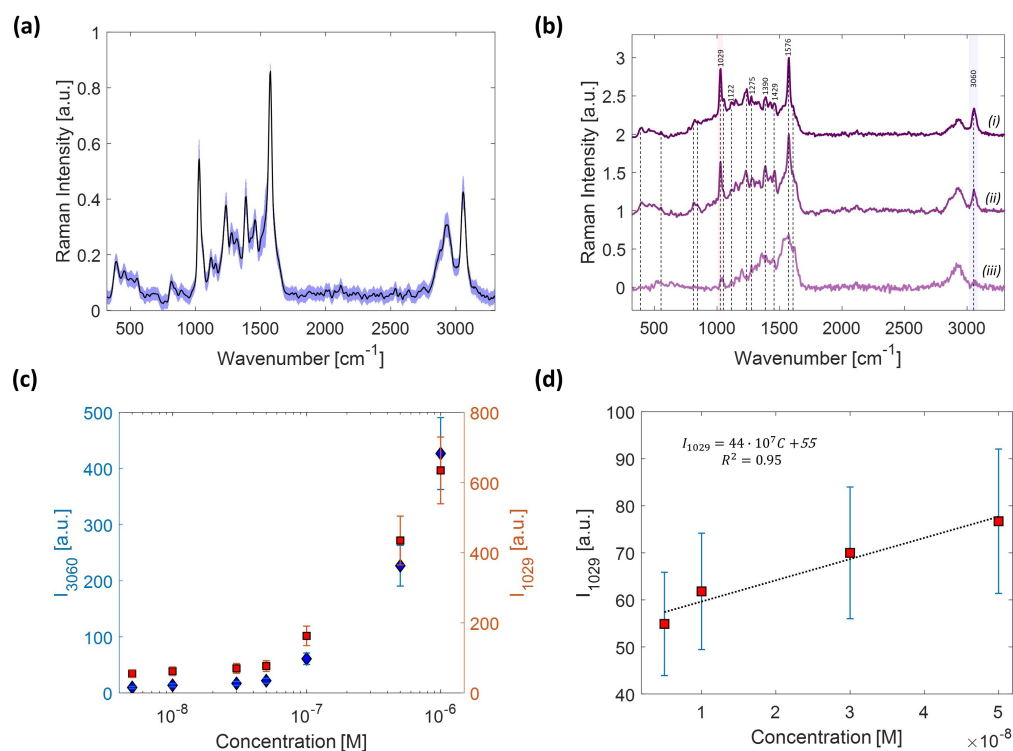 (a)
1
0.8
0.6
0.4
0.2
0
Raman Intensity [a.u.]
500 1000 1500 2000 2500 3000
Wavenumber [cm⁻¹]
(b)
3
2.5
2
1.5
1
0.5
0
Raman Intensity [a.u.]
1029
1122
1275
1390
1429
1576
3060
(i)
(ii)
(iii)
500 1000 1500 2000 2500 3000
Wavenumber [cm⁻¹]
(c)
500
400
300
200
100
0
I₃₀₆₀ [a.u.]
800
600
400
200
0
I₁₀₂₉ [a.u.]
10⁻⁸ 10⁻⁷ 10⁻⁶
Concentration [M]
(d)
100
90
80
70
60
50
40
I₁₀₂₉ [a.u.]
I₁₀₂₉ = 44 · 10⁷C +55
R² = 0.95
1 2 3 4 5
Concentration [M] ×10⁻⁸